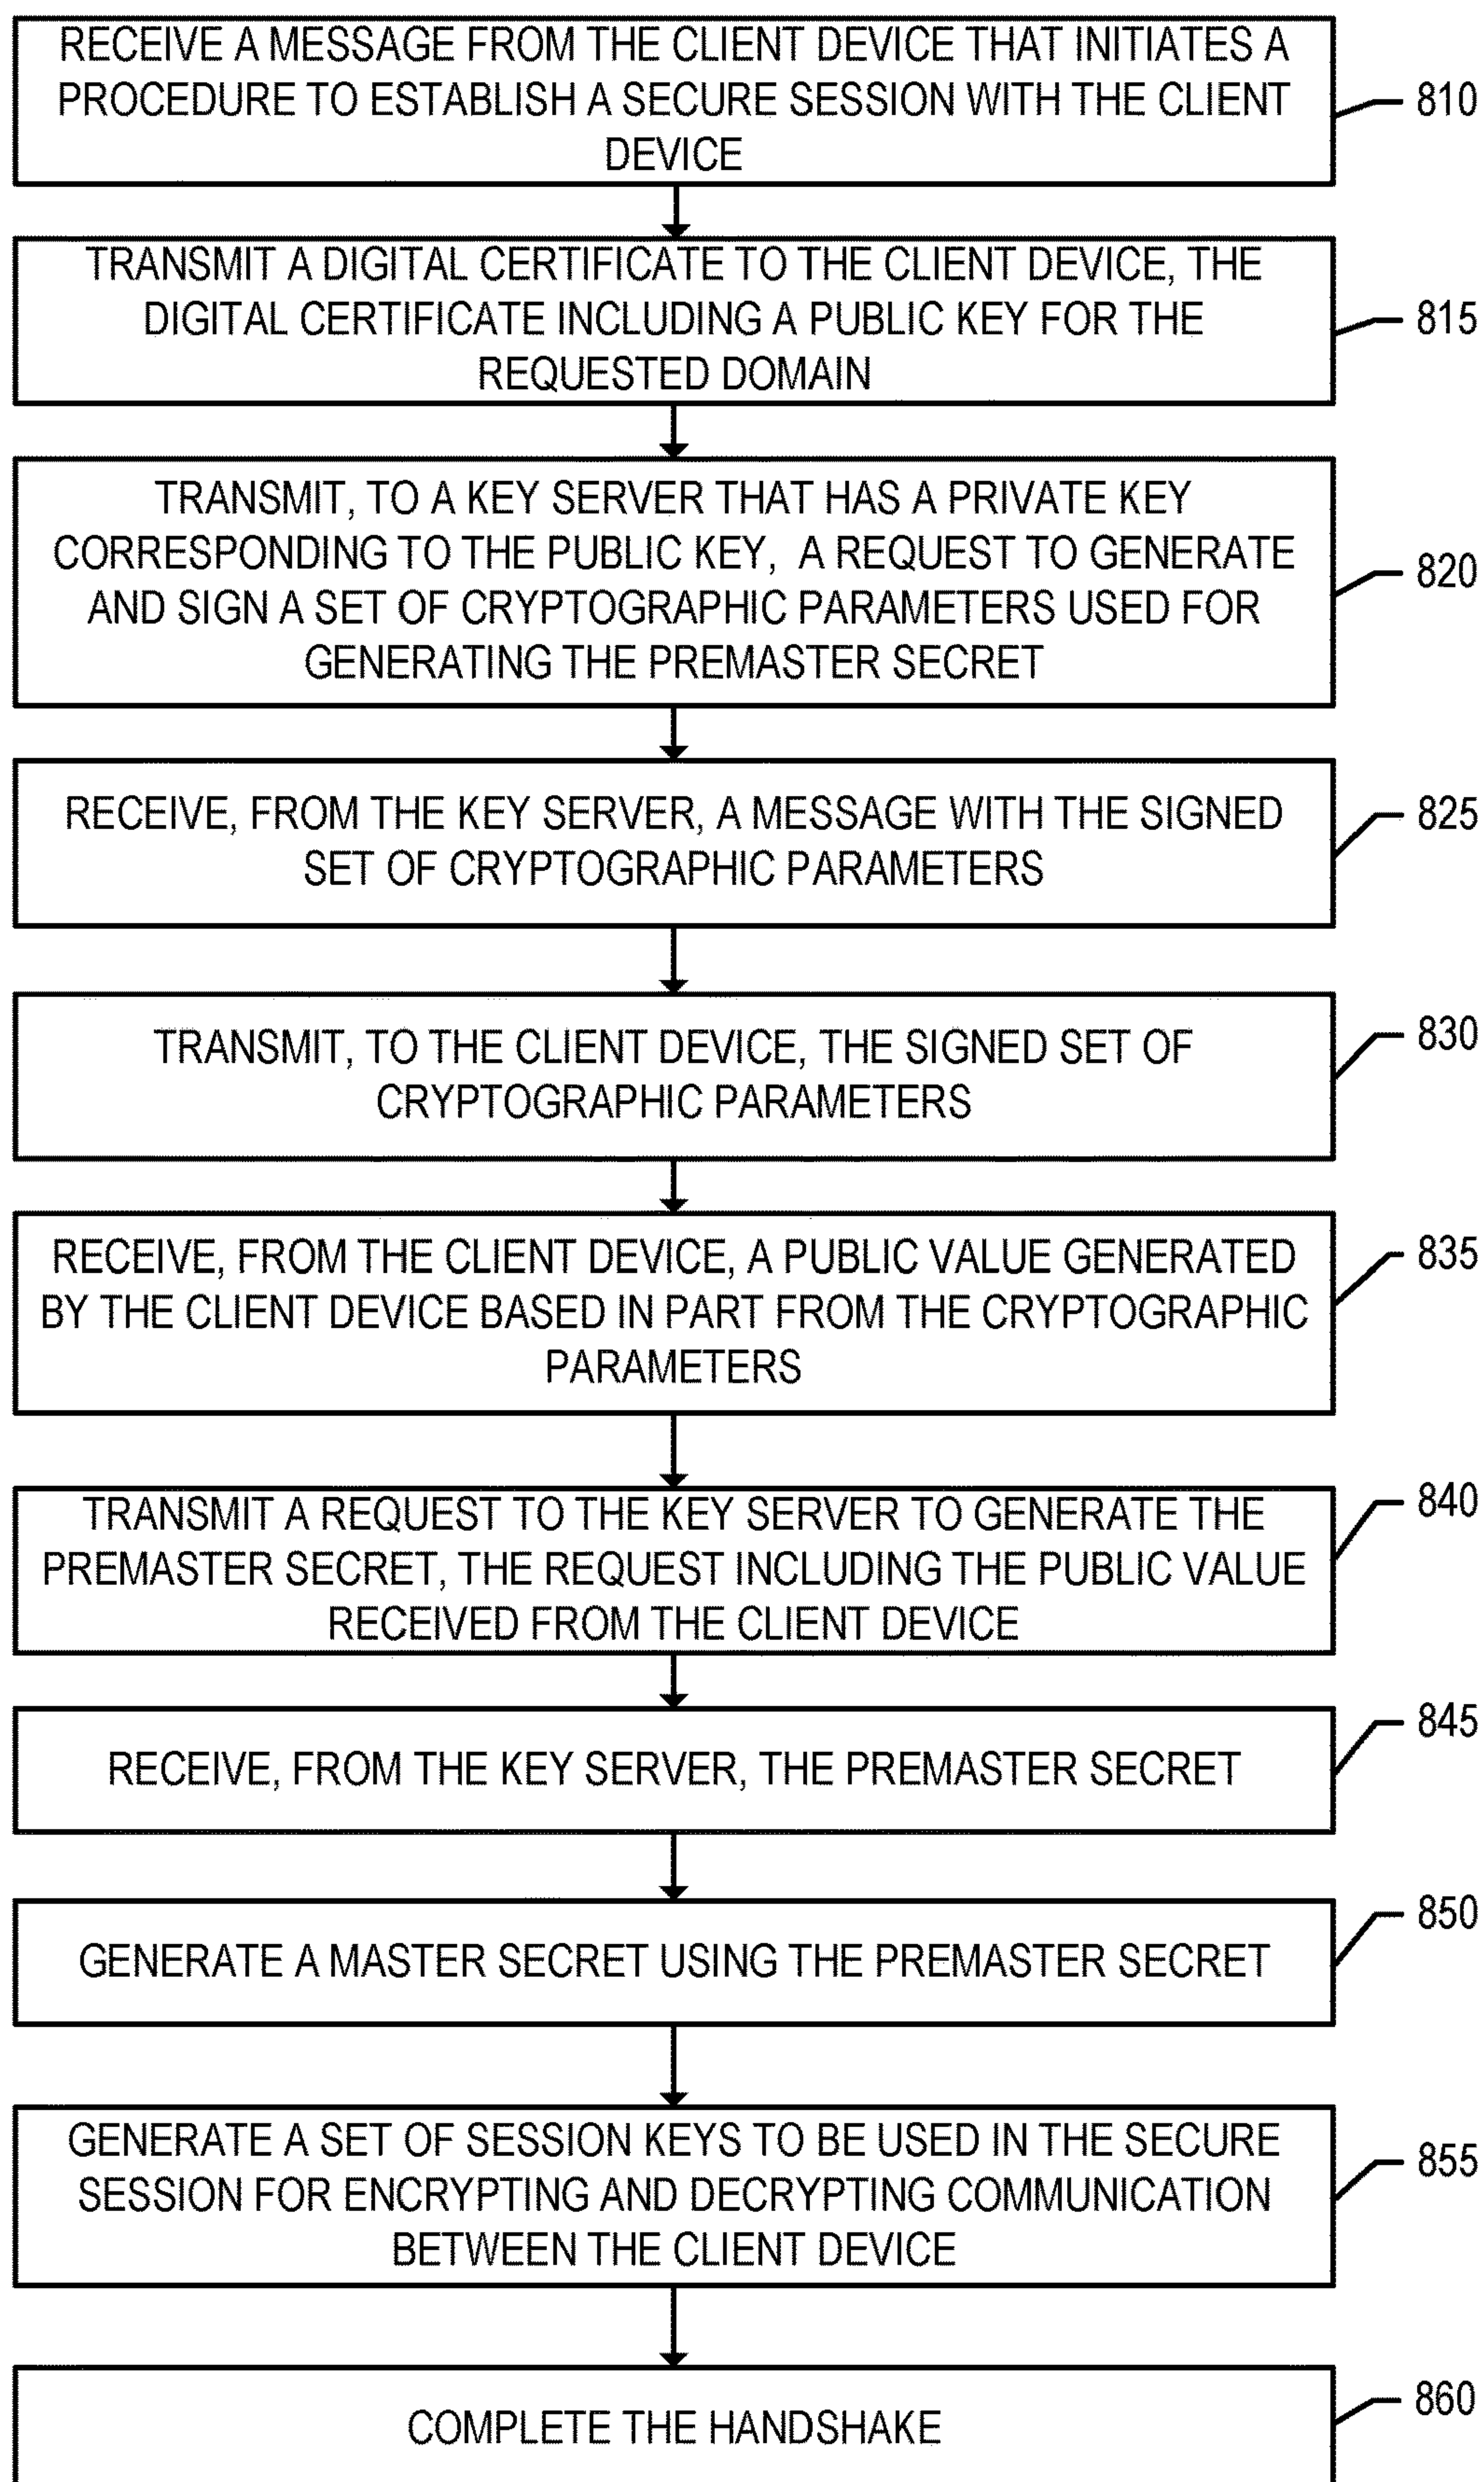 RECEIVE A MESSAGE FROM THE CLIENT DEVICE THAT INITIATES A
PROCEDURE TO ESTABLISH A SECURE SESSION WITH THE CLIENT
DEVICE
810
TRANSMIT A DIGITAL CERTIFICATE TO THE CLIENT DEVICE, THE
DIGITAL CERTIFICATE INCLUDING A PUBLIC KEY FOR THE
REQUESTED DOMAIN
815
TRANSMIT, TO A KEY SERVER THAT HAS A PRIVATE KEY
CORRESPONDING TO THE PUBLIC KEY, A REQUEST TO GENERATE
AND SIGN A SET OF CRYPTOGRAPHIC PARAMETERS USED FOR
GENERATING THE PREMASTER SECRET
820
RECEIVE, FROM THE KEY SERVER, A MESSAGE WITH THE SIGNED
SET OF CRYPTOGRAPHIC PARAMETERS
825
TRANSMIT, TO THE CLIENT DEVICE, THE SIGNED SET OF
CRYPTOGRAPHIC PARAMETERS
830
RECEIVE, FROM THE CLIENT DEVICE, A PUBLIC VALUE GENERATED
BY THE CLIENT DEVICE BASED IN PART FROM THE CRYPTOGRAPHIC
PARAMETERS
835
TRANSMIT A REQUEST TO THE KEY SERVER TO GENERATE THE
PREMASTER SECRET, THE REQUEST INCLUDING THE PUBLIC VALUE
RECEIVED FROM THE CLIENT DEVICE
840
RECEIVE, FROM THE KEY SERVER, THE PREMASTER SECRET
845
GENERATE A MASTER SECRET USING THE PREMASTER SECRET
850
GENERATE A SET OF SESSION KEYS TO BE USED IN THE SECURE
SESSION FOR ENCRYPTING AND DECRYPTING COMMUNICATION
BETWEEN THE CLIENT DEVICE
855
COMPLETE THE HANDSHAKE
860